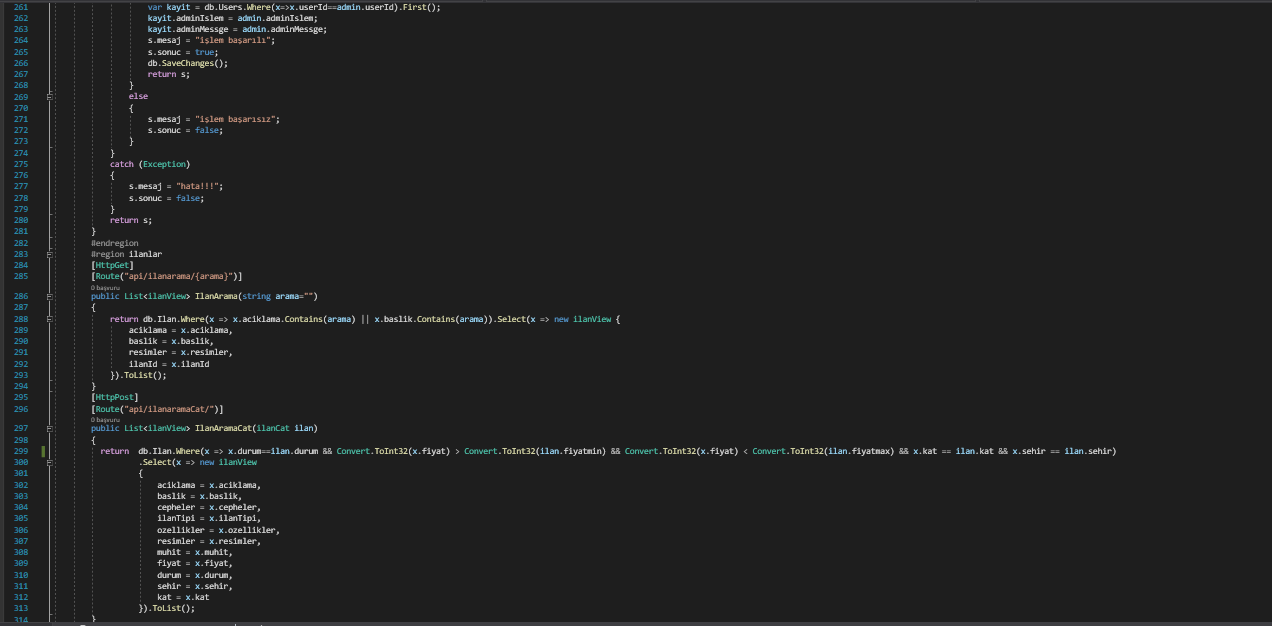 261 var kayit = db.Users.Where(x=>x.userId==admin.userId).First();
262 kayit.adminIslem = admin.adminIslem;
263 kayit.adminMessge = admin.adminMessge;
264 s.mesaj = "işlem başarılı";
265 s.sonuc = true;
266 db.SaveChanges();
267 return s;
268 }
269 else
270 {
271 s.mesaj = "işlem başarısız";
272 s.sonuc = false;
273 }
274 }
275 catch (Exception)
276 {
277 s.mesaj = "hata!!!";
278 s.sonuc = false;
279 }
280 return s;
281 }
282 #endregion
283 #region ilanlar
284 [HttpGet]
285 [Route("api/ilanarama/{arama}")]
0 başvuru
286 public List<ilanView> IlanArama(string arama="")
287 {
288 return db.Ilan.Where(x => x.aciklama.Contains(arama) || x.baslik.Contains(arama)).Select(x => new ilanView {
289 aciklama = x.aciklama,
290 baslik = x.baslik,
291 resimler = x.resimler,
292 ilanId = x.ilanId
293 }).ToList();
294 }
295 [HttpPost]
296 [Route("api/ilanaramaCat/")]
0 başvuru
297 public List<ilanView> IlanAramaCat(ilanCat ilan)
298 {
299 return db.Ilan.Where(x => x.durum==ilan.durum && Convert.ToInt32(x.fiyat) > Convert.ToInt32(ilan.fiyatmin) && Convert.ToInt32(x.fiyat) < Convert.ToInt32(ilan.fiyatmax) && x.kat == ilan.kat && x.sehir == ilan.sehir)
300 .Select(x => new ilanView
301 {
302 aciklama = x.aciklama,
303 baslik = x.baslik,
304 cepheler = x.cepheler,
305 ilanTipi = x.ilanTipi,
306 ozellikler = x.ozellikler,
307 resimler = x.resimler,
308 muhit = x.muhit,
309 fiyat = x.fiyat,
310 durum = x.durum,
311 sehir = x.sehir,
312 kat = x.kat
313 }).ToList();
314 }